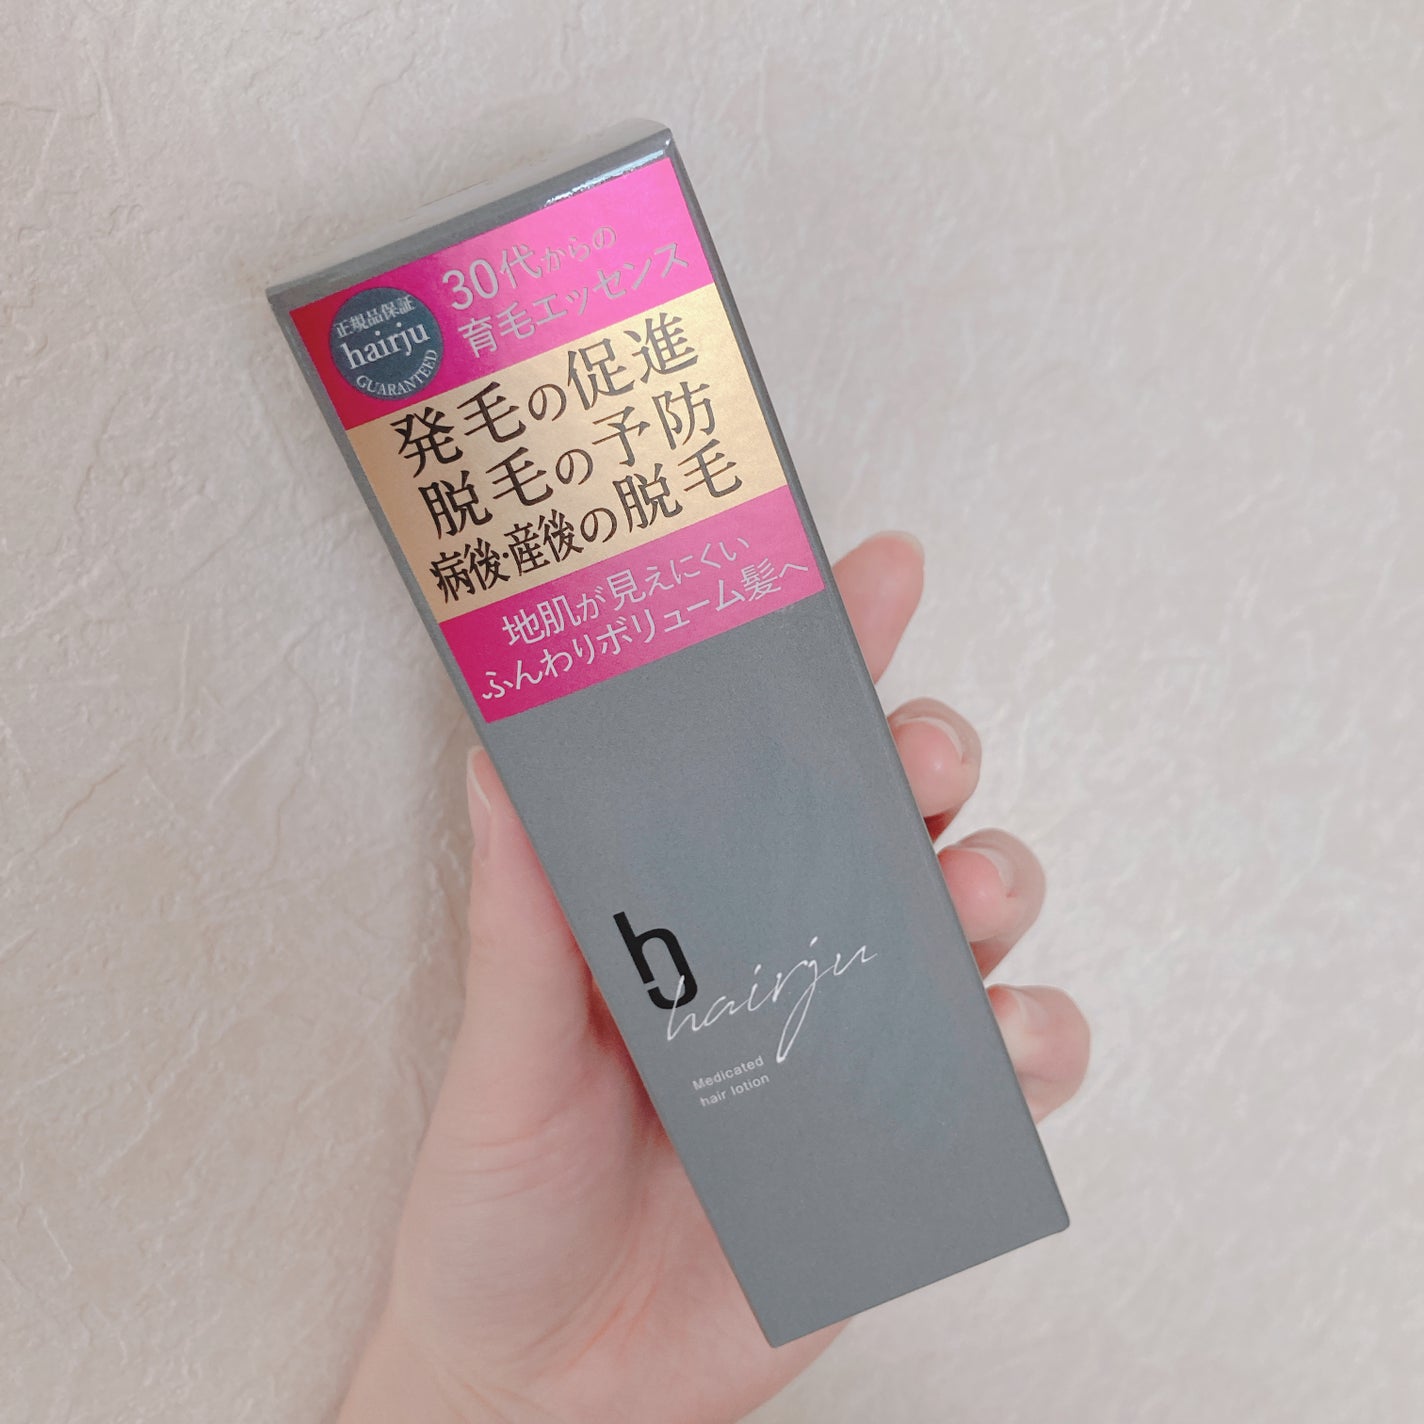 正規品保証
hairju
GUARANTEED
30代からの
育毛エッセンス
発毛の促進
脱毛の予防
病後・産後の脱毛
地肌が見えにくい
ふんわりボリューム髪へ
hj
hairju
Medicated
hair lotion